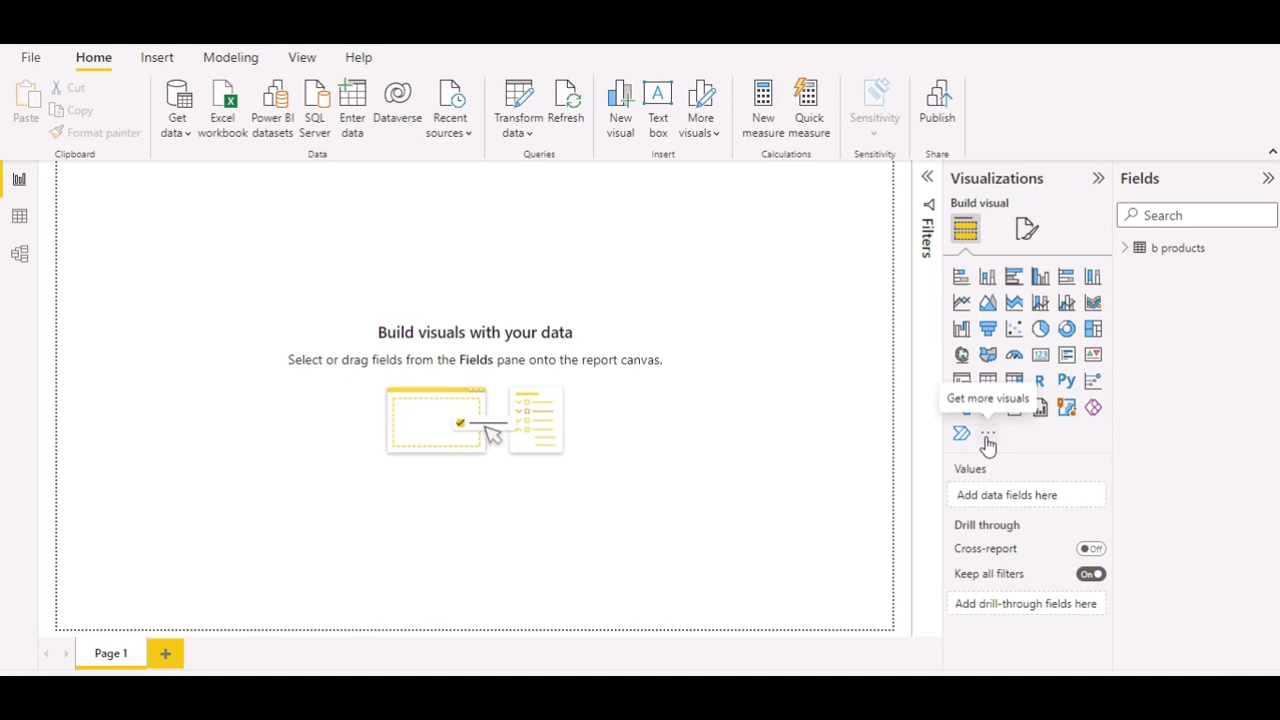 File Home Insert Modeling View Help
Paste
Cut
Copy
Format painter
Clipboard
Get data
Excel workbook
Power BI datasets
SQL Server
Enter data
Dataverse
Recent sources
Data
Transform data
Refresh
Queries
New visual
Text box
More visuals
Insert
New measure
Quick measure
Calculations
Sensitivity
Sensitivity
Publish
Share
Build visuals with your data
Select or drag fields from the Fields pane onto the report canvas.
Filters
Visualizations
Build visual
123
R
Py
Get more visuals
Values
Add data fields here
Drill through
Cross-report Off
Keep all filters On
Add drill-through fields here
Fields
Search
b products
Page 1